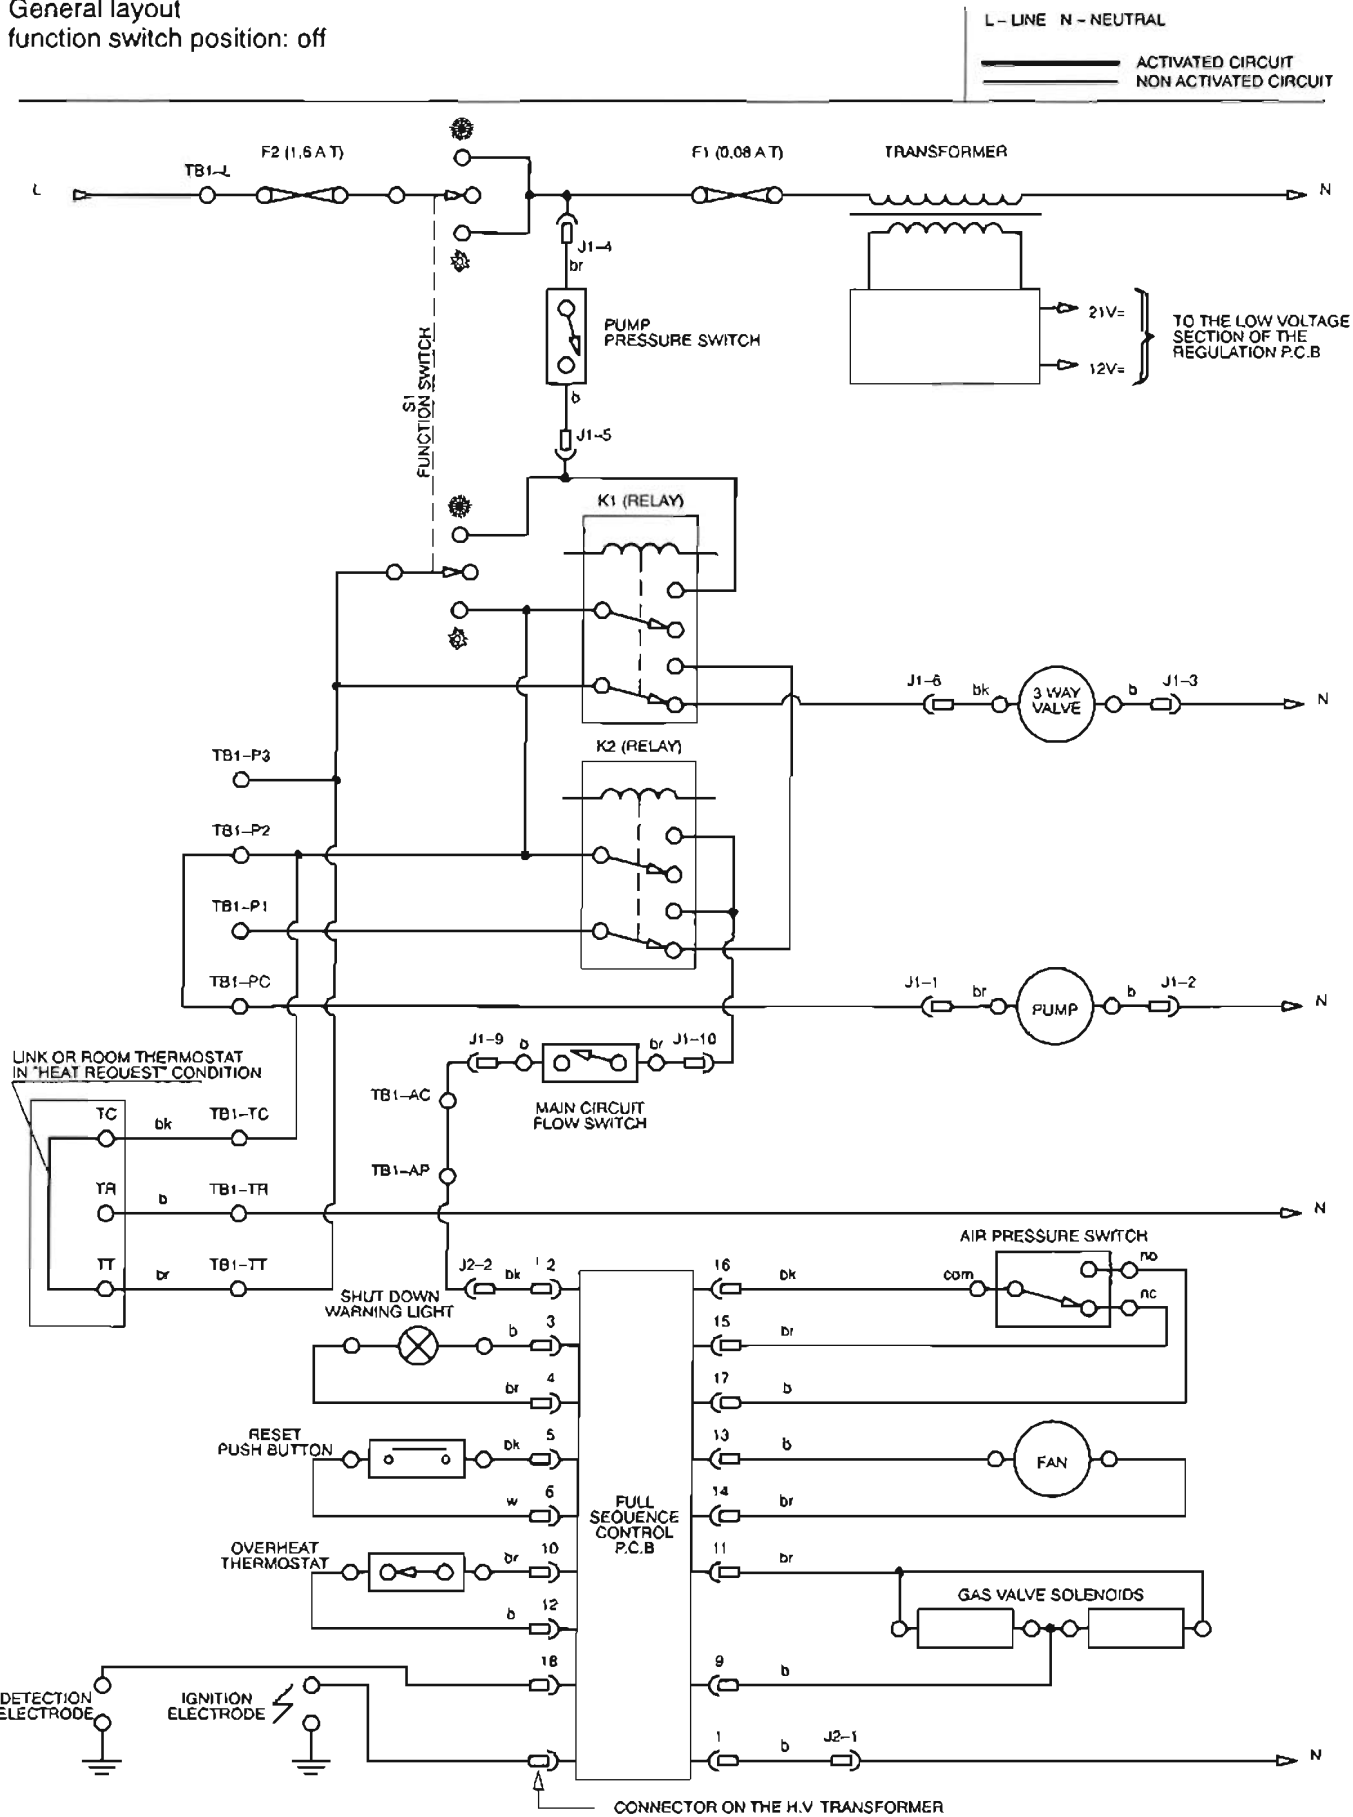 General layout
function switch position: off
L – LINE N – NEUTRAL
ACTIVATED CIRCUIT
NON ACTIVATED CIRCUIT
F2 (1,6 A T)
F1 (0,08 A T)
TRANSFORMER
TB1–L
L
N
J1–4
br
PUMP
PRESSURE SWITCH
21V=
12V=
TO THE LOW VOLTAGE
SECTION OF THE
REGULATION P.C.B
S1
FUNCTION SWITCH
b
J1–5
K1 (RELAY)
J1–6
bk
3 WAY
VALVE
b
J1–3
N
K2 (RELAY)
TB1–P3
TB1–P2
TB1–P1
TB1–PC
J1–1
br
PUMP
b
J1–2
N
LINK OR ROOM THERMOSTAT
IN "HEAT REQUEST" CONDITION
J1–9
b
br
J1–10
MAIN CIRCUIT
FLOW SWITCH
TB1–AC
TC
bk
TB1–TC
TB1–AP
TR
b
TB1–TR
N
TT
br
TB1–TT
J2–2
bk
2
16
bk
AIR PRESSURE SWITCH
com
no
nc
SHUT DOWN
WARNING LIGHT
b
3
15
br
br
4
17
b
RESET
PUSH BUTTON
bk
5
13
b
FAN
w
6
14
br
FULL
SEQUENCE
CONTROL
P.C.B
OVERHEAT
THERMOSTAT
br
10
11
br
GAS VALVE SOLENOIDS
b
12
18
9
b
DETECTION
ELECTRODE
IGNITION
ELECTRODE
1
b
J2–1
N
CONNECTOR ON THE H.V TRANSFORMER